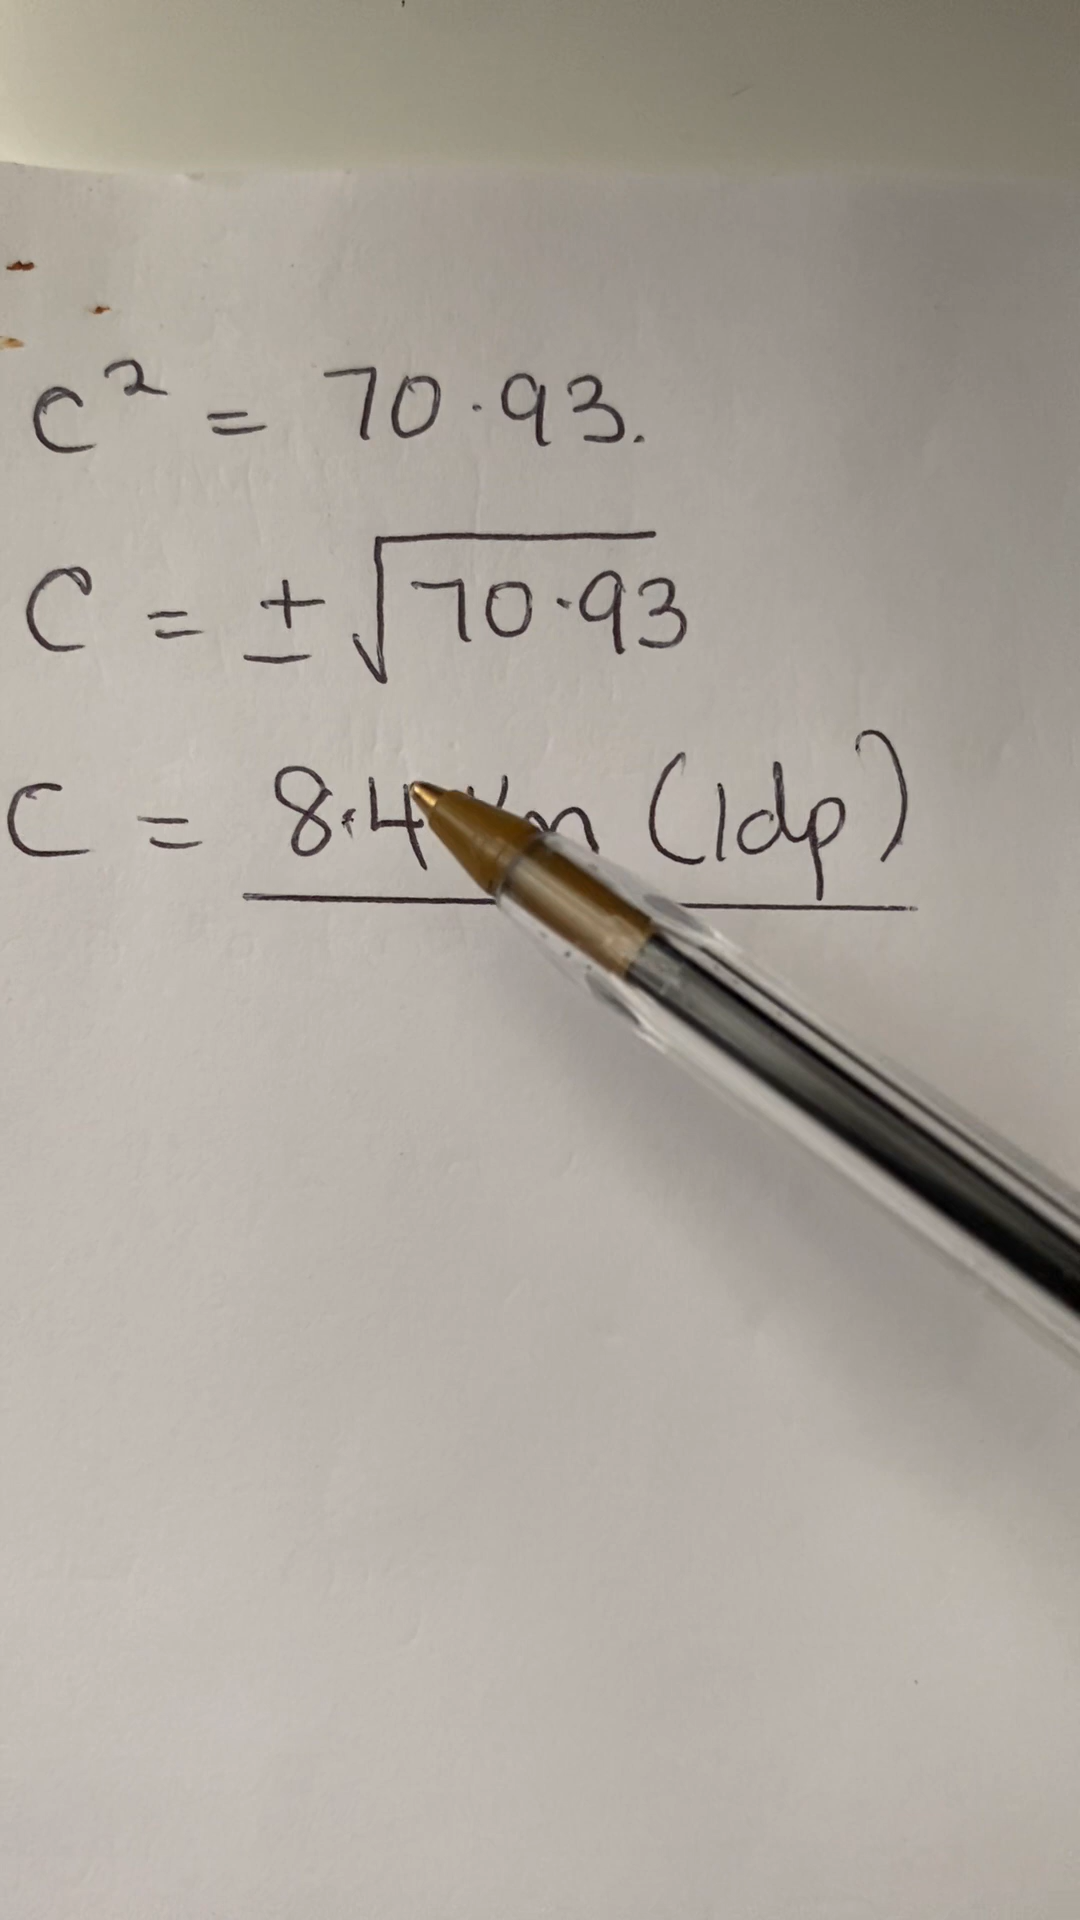 c² = 70.93.
C = ±√70.93
C = 8.4 (1dp)